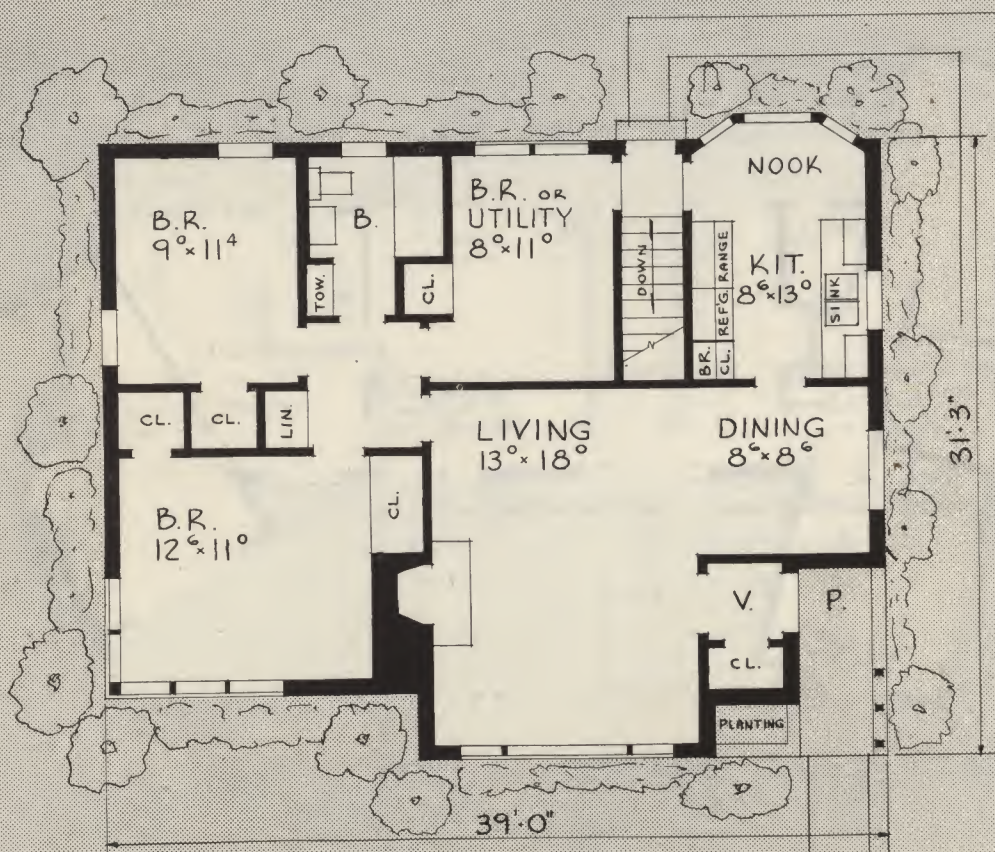 B.R.
9⁰ x 11⁴
B.
TOW.
CL.
B.R. OR
UTILITY
8⁰ x 11⁰
DOWN
NOOK
RANGE
REF'G.
BR.
CL.
KIT.
8⁶ x 13⁰
SINK
CL.
CL.
LIN.
LIVING
13⁰ x 18⁰
DINING
8⁶ x 8⁶
31'·3"
B.R.
12⁶ x 11⁰
CL.
V.
P.
CL.
PLANTING
39'·0"